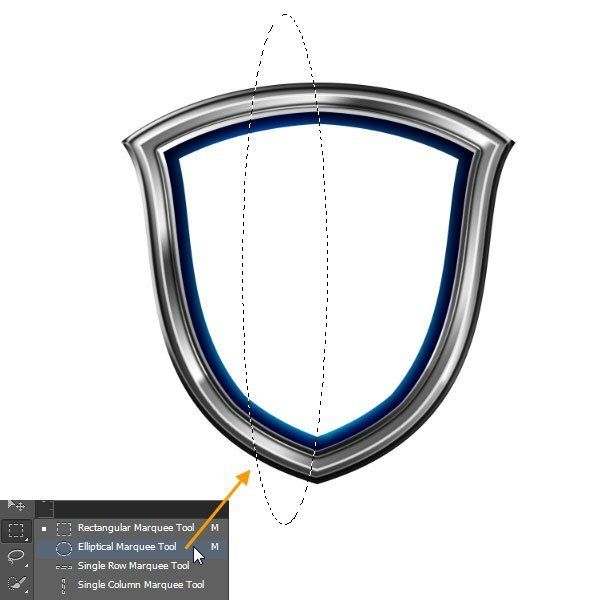 Rectangular Marquee Tool M
Elliptical Marquee Tool M
Single Row Marquee Tool
Single Column Marquee Tool